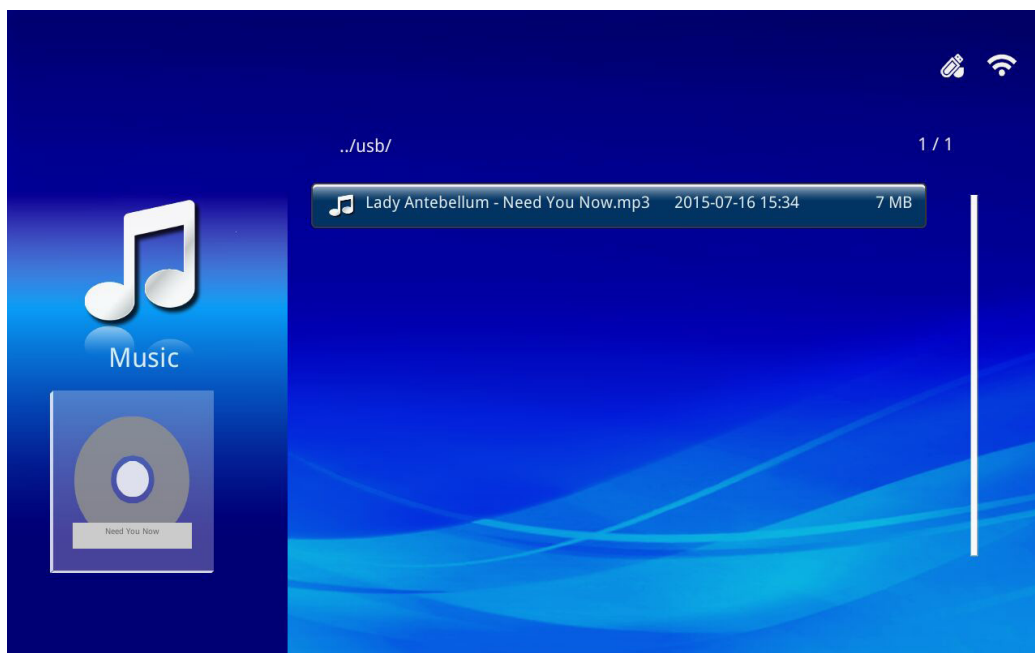 ../usb/ 1 / 1
Lady Antebellum - Need You Now.mp3 2015-07-16 15:34 7 MB
Music
Need You Now